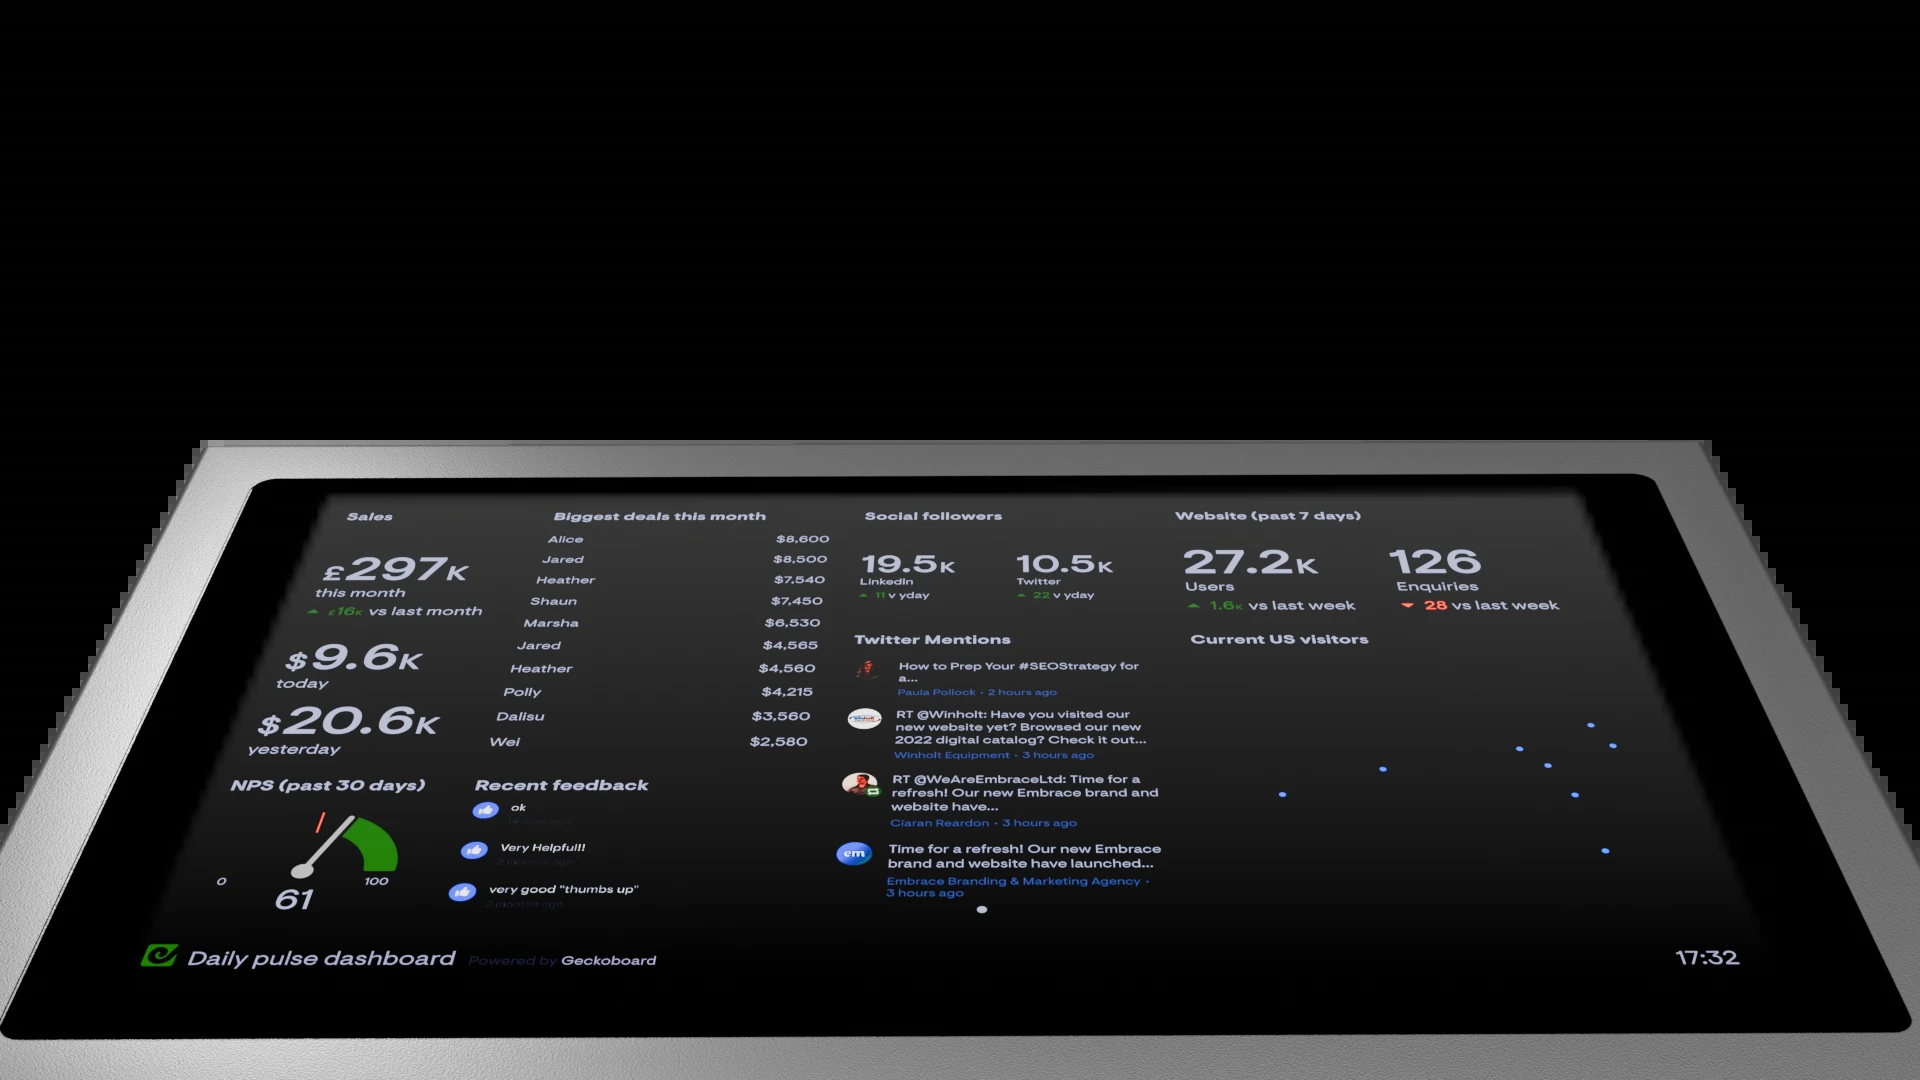 Sales
£297K
this month
£16K vs last month
$9.6K
today
$20.6K
yesterday
Biggest deals this month
Alice $8,600
Jared $8,500
Heather $7,540
Shaun $7,450
Marsha $6,530
Jared $4,565
Heather $4,560
Polly $4,215
Dalisu $3,560
Wei $2,580
Social followers
19.5K
LinkedIn
11 v yday
10.5K
Twitter
22 v yday
Website (past 7 days)
27.2K
Users
1.6K vs last week
126
Enquiries
28 vs last week
Twitter Mentions
How to Prep Your #SEOStrategy for
a...
Paula Pollock · 2 hours ago
RT @Winholt: Have you visited our
new website yet? Browsed our new
2022 digital catalog? Check it out...
Winholt Equipment · 3 hours ago
RT @WeAreEmbraceLtd: Time for a
refresh! Our new Embrace brand and
website have...
Ciaran Reardon · 3 hours ago
em
Time for a refresh! Our new Embrace
brand and website have launched...
Embrace Branding & Marketing Agency ·
3 hours ago
Current US visitors
NPS (past 30 days)
0
100
61
Recent feedback
ok
Very Helpful!!
2 months ago
very good "thumbs up"
2 months ago
Daily pulse dashboard Powered by Geckoboard
17:32